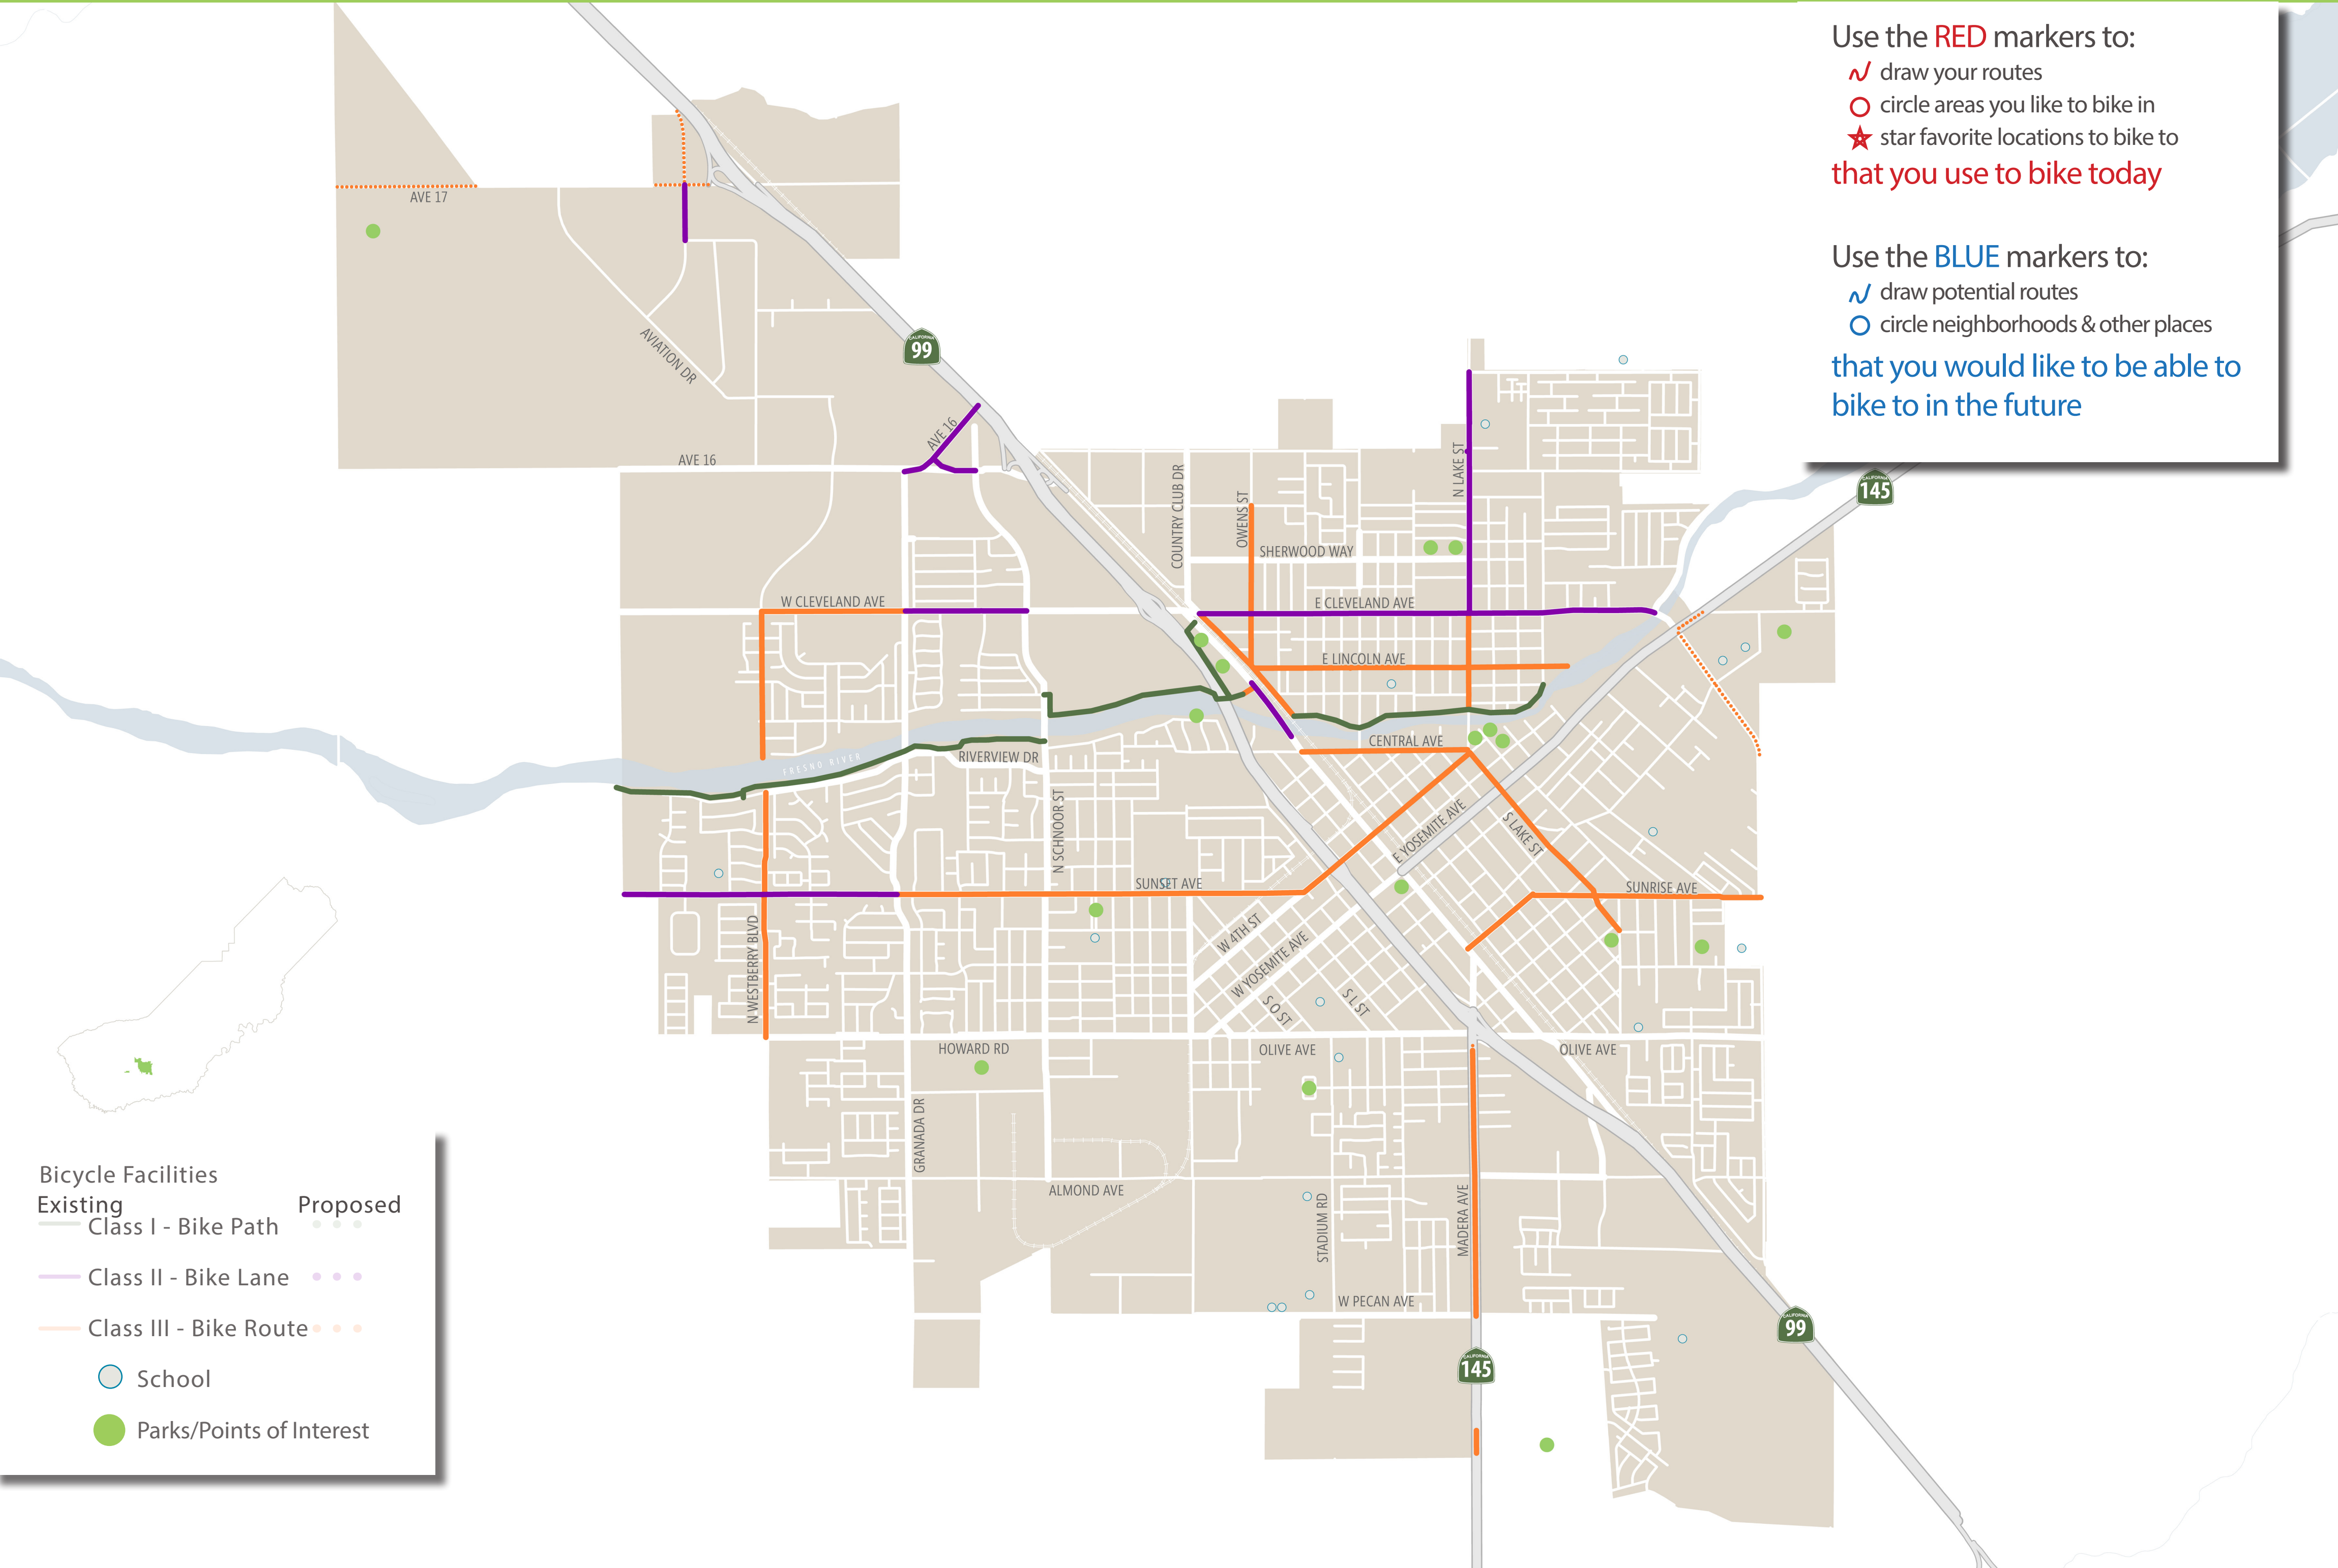 Use the RED markers to:
draw your routes
circle areas you like to bike in
star favorite locations to bike to
that you use to bike today
Use the BLUE markers to:
draw potential routes
circle neighborhoods & other places
that you would like to be able to
bike to in the future
AVE 17
AVIATION DR
CALIFORNIA
99
AVE 16
AVE 16
COUNTRY CLUB DR
OWENS ST
N LAKE ST
CALIFORNIA
145
SHERWOOD WAY
W CLEVELAND AVE
E CLEVELAND AVE
E LINCOLN AVE
CENTRAL AVE
RIVERVIEW DR
FRESNO RIVER
N SCHNOOR ST
E YOSEMITE AVE
S LAKE ST
SUNSET AVE
SUNRISE AVE
N WESTBERRY BLVD
W 4TH ST
W YOSEMITE AVE
S O ST
S L ST
HOWARD RD
OLIVE AVE
OLIVE AVE
GRANADA DR
ALMOND AVE
STADIUM RD
MADERA AVE
W PECAN AVE
CALIFORNIA
99
CALIFORNIA
145
Bicycle Facilities
Existing Proposed
Class I - Bike Path
Class II - Bike Lane
Class III - Bike Route
School
Parks/Points of Interest